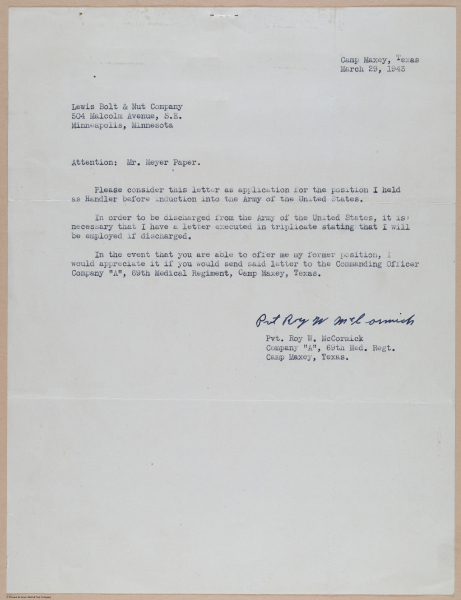 Camp Maxey, Texas
March 29, 1943
Lewis Bolt & Nut Company
504 Malcolm Avenue, S.E.
Minneapolis, Minnesota
Attention: Mr. Meyer Paper.
Please consider this letter as application for the position I held
as Handler before induction into the Army of the United States.
In order to be discharged from the Army of the United States, it is
necessary that I have a letter executed in triplicate stating that I will
be employed if discharged.
In the event that you are able to offer me my former position, I
would appreciate it if you would send said letter to the Commanding Officer
Company "A", 69th Medical Regiment, Camp Maxey, Texas.
Pvt Roy W McCormick
Pvt. Roy W. McCormick
Company "A", 69th Med. Regt.
Camp Maxey, Texas.